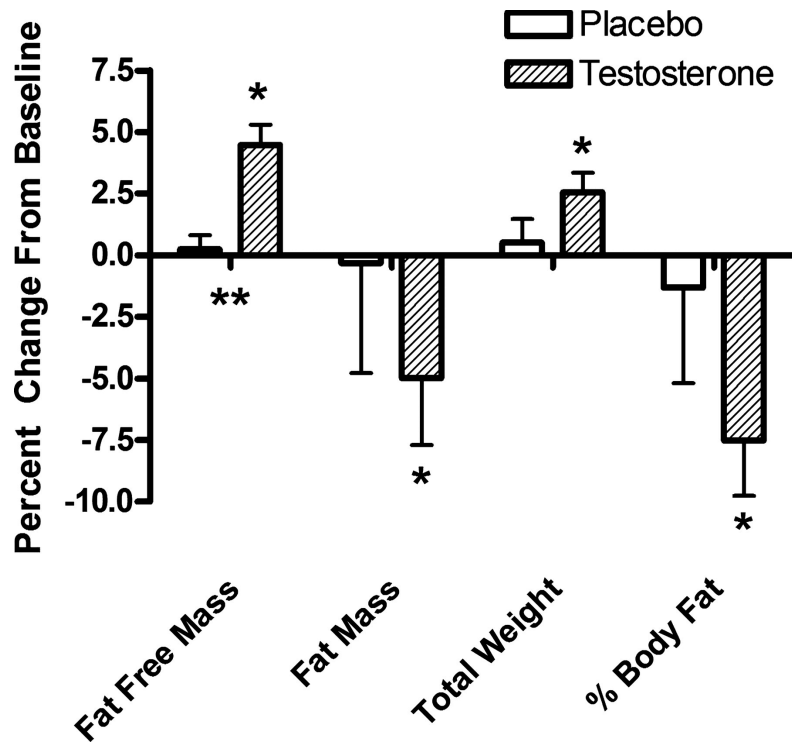 Placebo
Testosterone
Percent Change From Baseline
7.5
5.0
2.5
0.0
-2.5
-5.0
-7.5
-10.0
*
*
**
*
*
Fat Free Mass
Fat Mass
Total Weight
% Body Fat